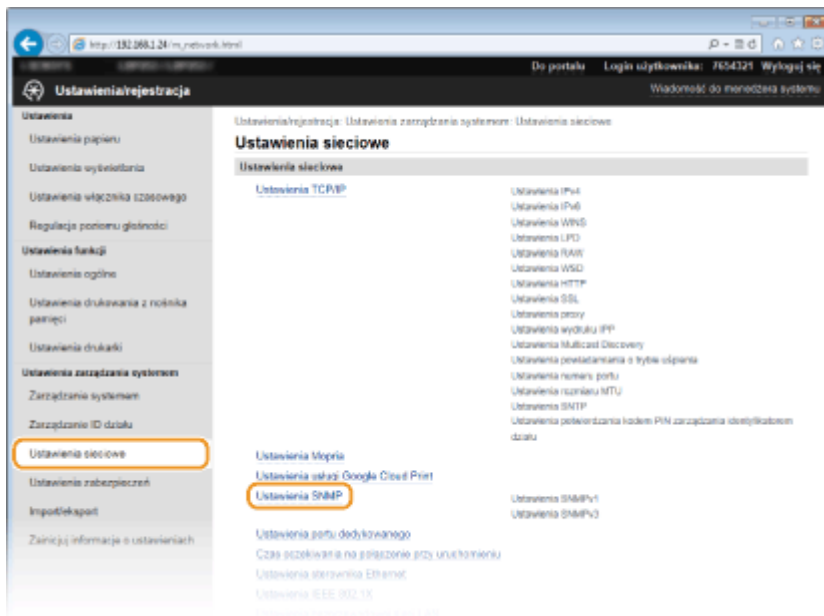 http://192.168.1.24/m_network.html
Do portalu Login użytkownika: 7654321 Wyloguj się
Ustawienia/rejestracja
Wiadomość do menedżera systemu
Ustawienia
Ustawienia papieru
Ustawienia wyświetlania
Ustawienia włącznika czasowego
Regulacja poziomu głośności
Ustawienia funkcji
Ustawienia ogólne
Ustawienia drukowania z nośnika
pamięci
Ustawienia drukarki
Ustawienia zarządzania systemem
Zarządzanie systemem
Zarządzanie ID działu
Ustawienia sieciowe
Ustawienia zabezpieczeń
Import/eksport
Zainicjuj informacje o ustawieniach
Ustawienia/rejestracja: Ustawienia zarządzania systemem: Ustawienia sieciowe
Ustawienia sieciowe
Ustawienia sieciowe
Ustawienia TCP/IP
Ustawienia IPv4
Ustawienia IPv6
Ustawienia WINS
Ustawienia LPD
Ustawienia RAW
Ustawienia WSD
Ustawienia HTTP
Ustawienia SSL
Ustawienia proxy
Ustawienia wydruku IPP
Ustawienia Multicast Discovery
Ustawienia powiadamiania o trybie uśpienia
Ustawienia numeru portu
Ustawienia rozmiaru MTU
Ustawienia SNTP
Ustawienia potwierdzania kodem PIN zarządzania identyfikatorem
działu
Ustawienia Mopria
Ustawienia usługi Google Cloud Print
Ustawienia SNMP
Ustawienia SNMPv1
Ustawienia SNMPv3
Ustawienia portu dedykowanego
Czas oczekiwania na połączenie przy uruchomieniu
Ustawienia sterownika Ethernet
Ustawienia IEEE 802.1X